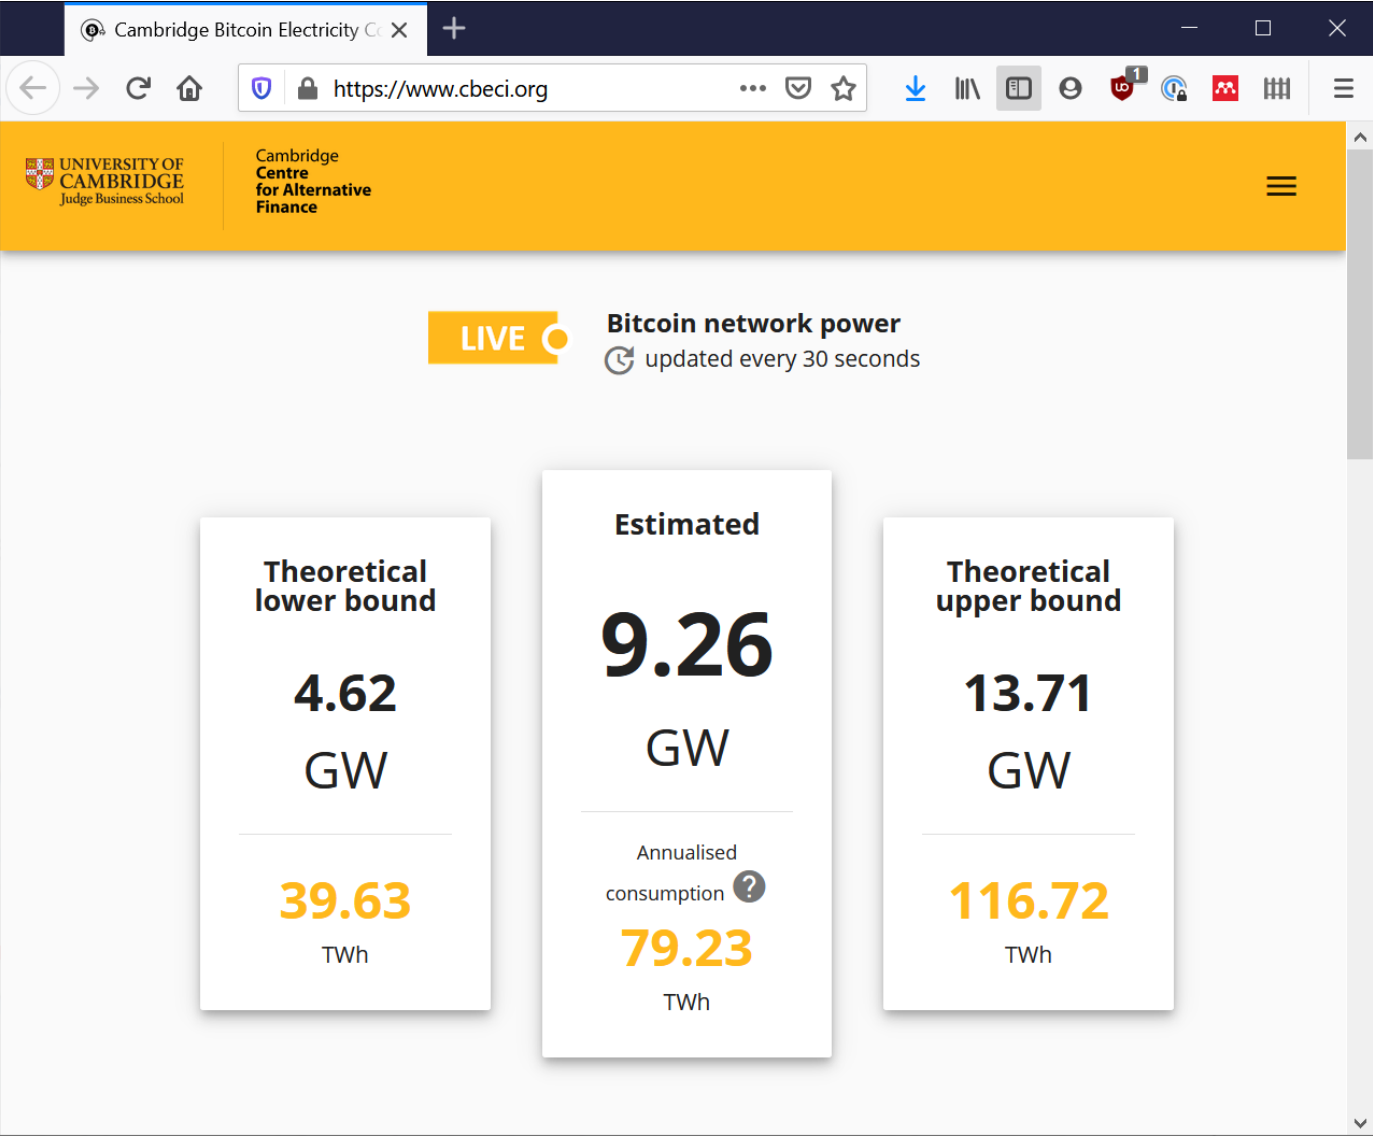 Cambridge Bitcoin Electricity Co
https://www.cbeci.org
1
UNIVERSITY OF
CAMBRIDGE
Judge Business School
Cambridge
Centre
for Alternative
Finance
LIVE
Bitcoin network power
updated every 30 seconds
Theoretical
lower bound
4.62
GW
39.63
TWh
Estimated
9.26
GW
Annualised
consumption ?
79.23
TWh
Theoretical
upper bound
13.71
GW
116.72
TWh